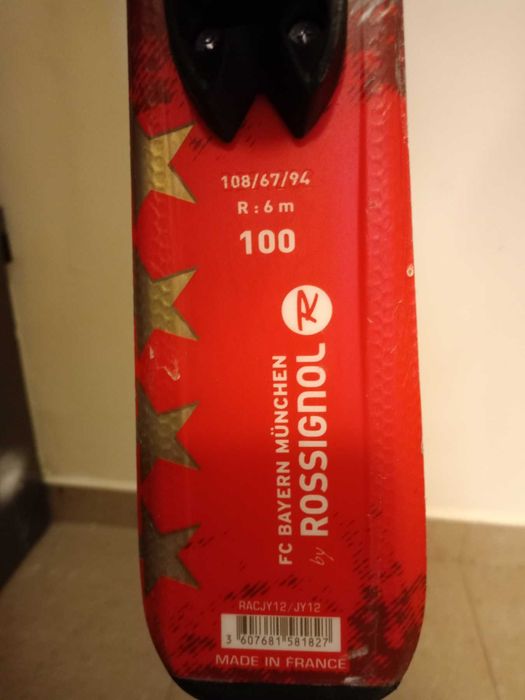 108/67/94
R : 6 m
100
R
FC BAYERN MÜNCHEN
by ROSSIGNOL
RACJY12/JY12
3 607681 581827
MADE IN FRANCE